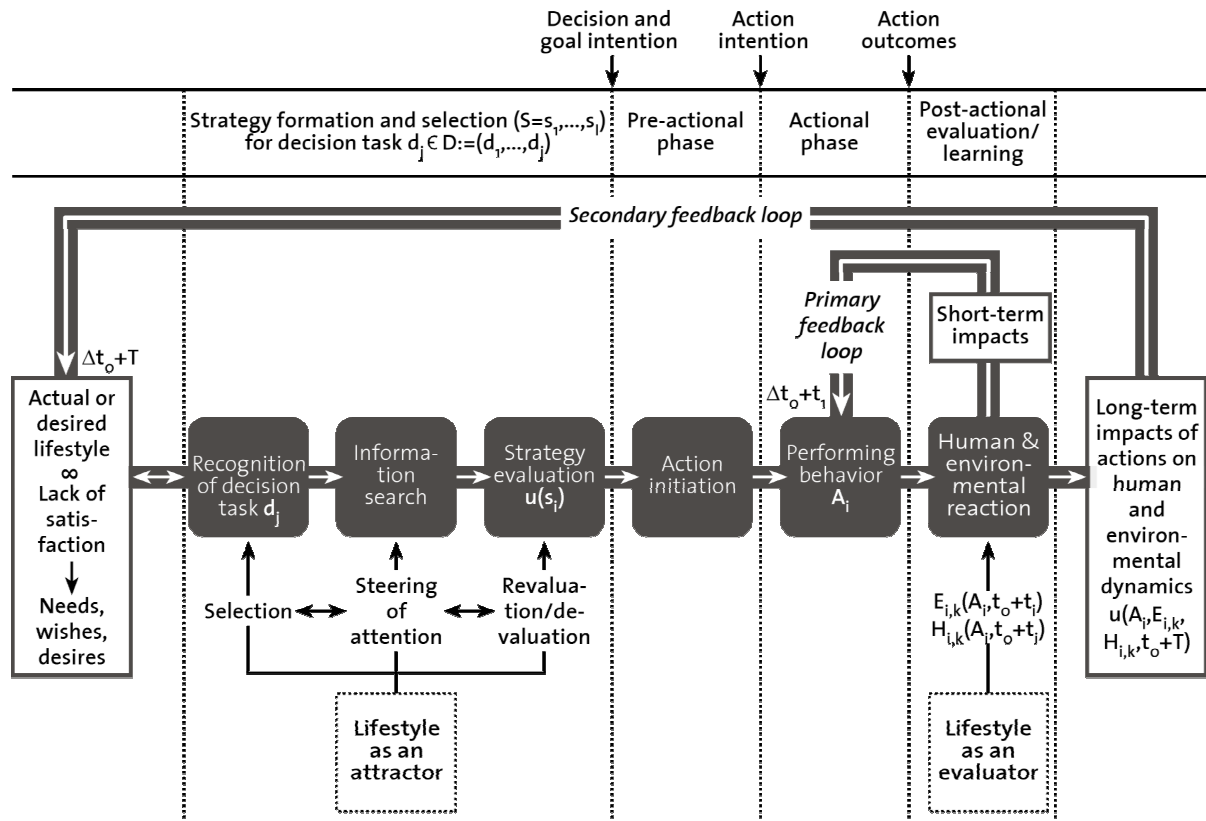 Decision and
goal intention
Action
intention
Action
outcomes
Strategy formation and selection (S=s₁,...,sₗ)
for decision task dⱼ ∈ D:=(d₁,...,dⱼ)
Pre-actional
phase
Actional
phase
Post-actional
evaluation/
learning
Secondary feedback loop
Primary
feedback
loop
Short-term
impacts
Δt₀+T
Δt₀+t₁
Actual or
desired
lifestyle
∞
Lack of
satis-
faction
Needs,
wishes,
desires
Recognition
of decision
task dⱼ
Informa-
tion
search
Strategy
evaluation
u(sᵢ)
Action
initiation
Performing
behavior
Aᵢ
Human &
environ-
mental
reaction
Long-term
impacts of
actions on
human
and
environ-
mental
dynamics
u(Aᵢ,Eᵢ,ₖ,
Hᵢ,ₖ,t₀+T)
Selection
Steering
of
attention
Revalua-
tion/de-
valuation
Eᵢ,ₖ(Aᵢ,t₀+tᵢ)
Hᵢ,ₖ(Aᵢ,t₀+tⱼ)
Lifestyle
as an
attractor
Lifestyle
as an
evaluator